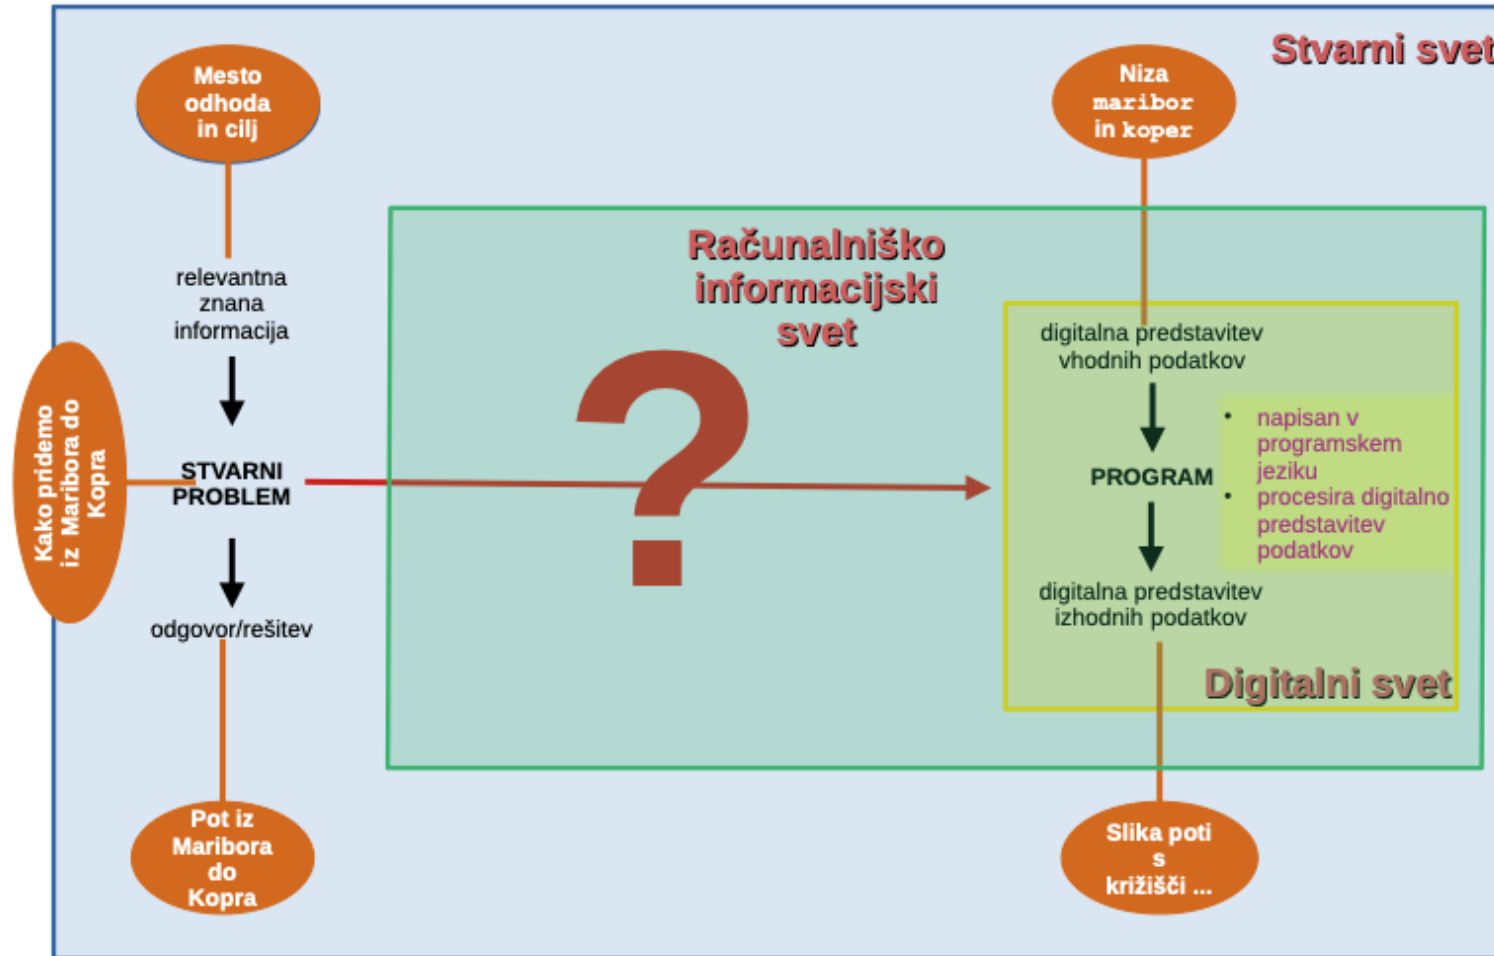 Stvarni svet
Mesto
odhoda
in cilj
Niza
maribor
in koper
Računalniško
informacijski
svet
relevantna
znana
informacija
digitalna predstavitev
vhodnih podatkov
Kako pridemo
iz Maribora do
Kopra
STVARNI
PROBLEM
?
PROGRAM
• napisan v
programskem
jeziku
• procesira digitalno
predstavitev
podatkov
odgovor/rešitev
digitalna predstavitev
izhodnih podatkov
Digitalni svet
Pot iz
Maribora
do
Kopra
Slika poti
s
križišči ...